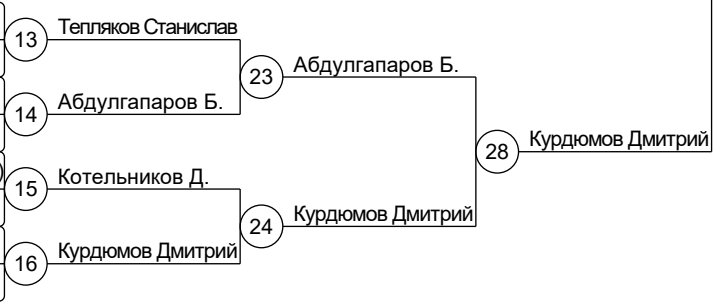 13 Тепляков Станислав
23 Абдулгапаров Б.
14 Абдулгапаров Б.
28 Курдюмов Дмитрий
15 Котельников Д.
24 Курдюмов Дмитрий
16 Курдюмов Дмитрий